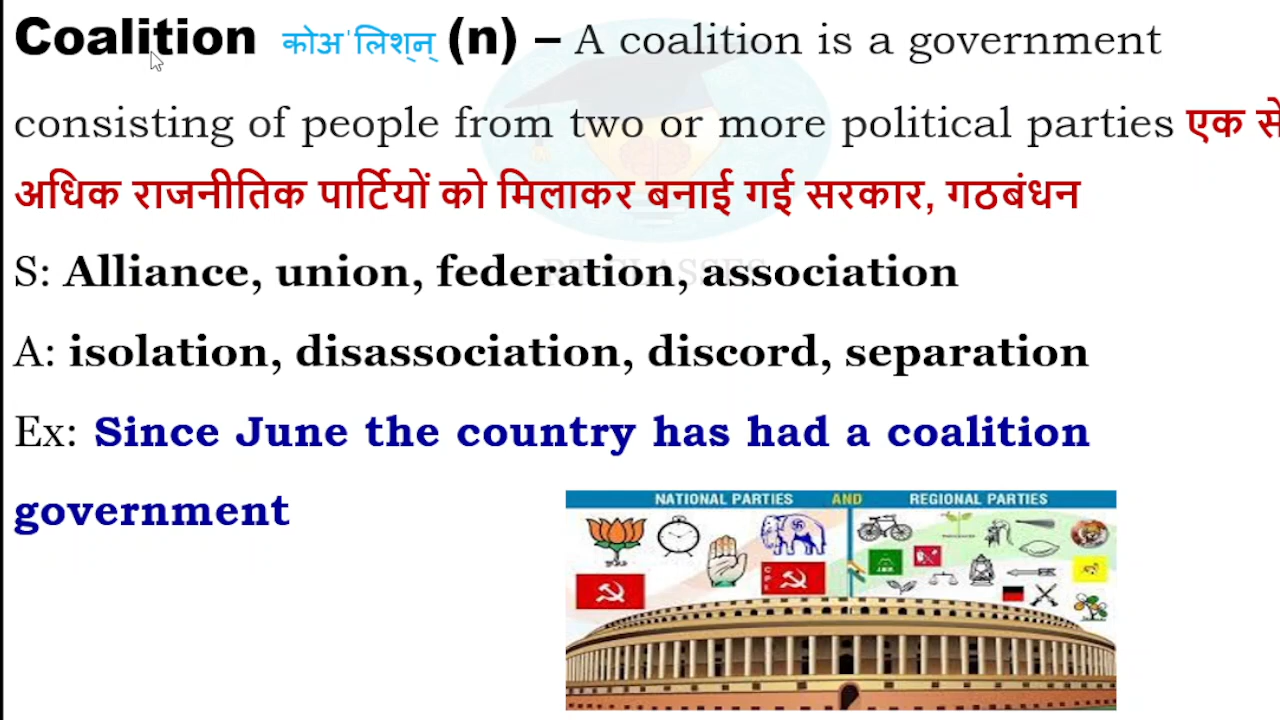 Coalition कोअˈलिश्न् (n) – A coalition is a government
consisting of people from two or more political parties एक से
अधिक राजनीतिक पार्टियों को मिलाकर बनाई गई सरकार, गठबंधन
S: Alliance, union, federation, association
A: isolation, disassociation, discord, separation
Ex: Since June the country has had a coalition
government
NATIONAL PARTIES AND REGIONAL PARTIES
CPI